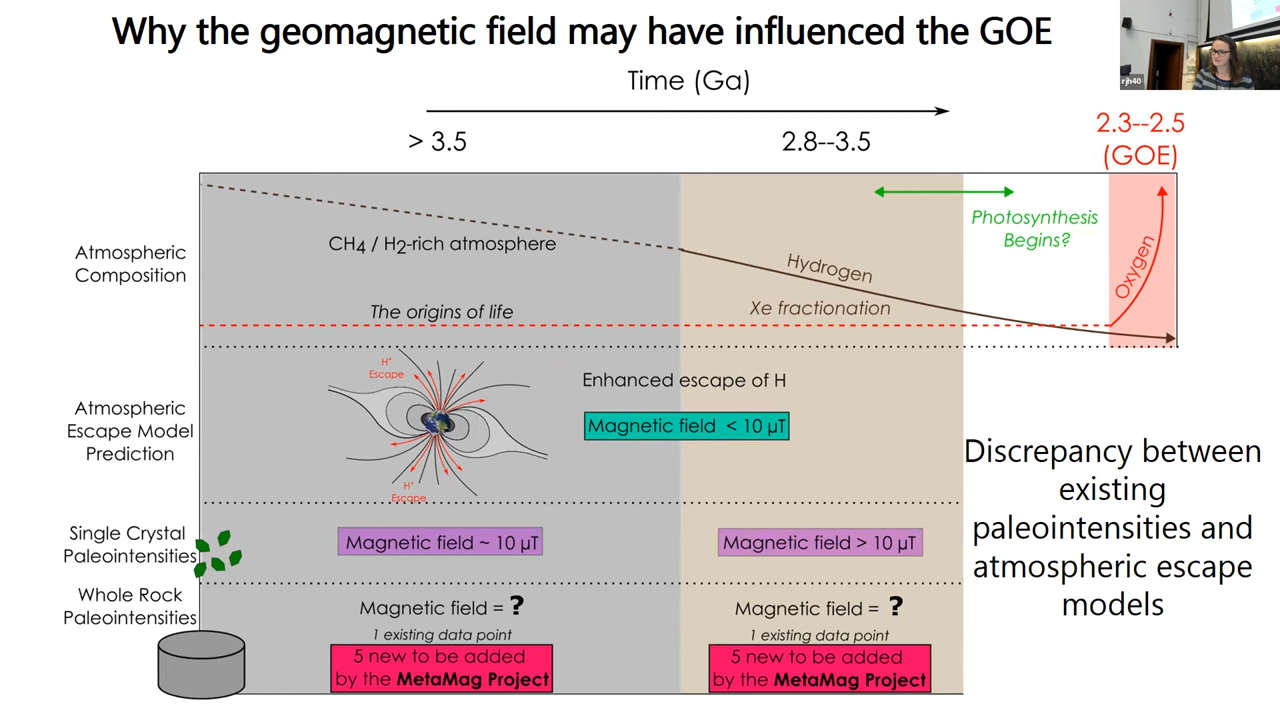 Why the geomagnetic field may have influenced the GOE
rjh40
Time (Ga)
> 3.5
2.8--3.5
2.3--2.5
(GOE)
Atmospheric
Composition
CH4 / H2-rich atmosphere
Hydrogen
Photosynthesis
Begins?
Oxygen
The origins of life
Xe fractionation
Atmospheric
Escape Model
Prediction
H+
Escape
H+
Escape
Enhanced escape of H
Magnetic field < 10 µT
Discrepancy between
existing
paleointensities and
atmospheric escape
models
Single Crystal
Paleointensities
Magnetic field ~ 10 µT
Magnetic field > 10 µT
Whole Rock
Paleointensities
Magnetic field = ?
1 existing data point
5 new to be added
by the MetaMag Project
Magnetic field = ?
1 existing data point
5 new to be added
by the MetaMag Project